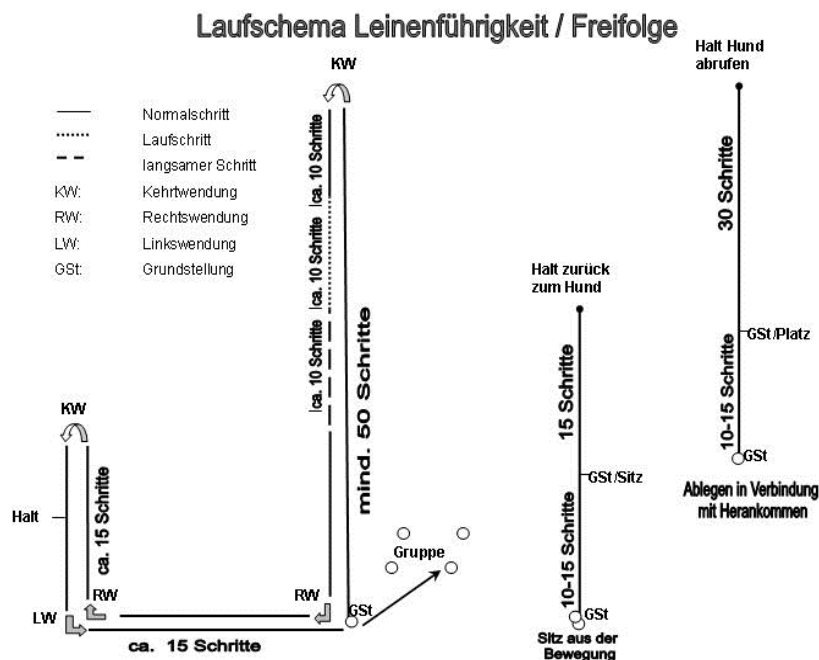 Laufschema Leinenführigkeit / Freifolge
KW
Normalschritt
Laufschritt
langsamer Schritt
KW: Kehrtwendung
RW: Rechtswendung
LW: Linkswendung
GSt: Grundstellung
ca. 10 Schritte
ca. 10 Schritte
ca. 10 Schritte
mind. 50 Schritte
KW
Halt
ca. 15 Schritte
RW
LW
RW
GSt
ca. 15 Schritte
Gruppe
Halt zurück
zum Hund
15 Schritte
GSt/Sitz
10-15 Schritte
GSt
Sitz aus der
Bewegung
Halt Hund
abrufen
30 Schritte
GSt/Platz
10-15 Schritte
GSt
Ablegen in Verbindung
mit Herankommen